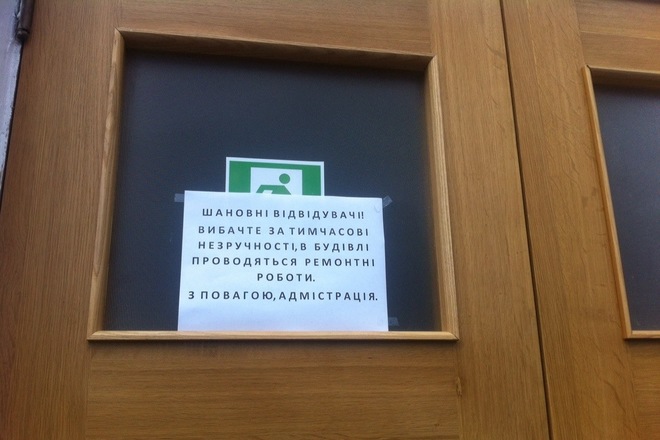 ШАНОВНІ ВІДВІДУВАЧІ!
ВИБАЧТЕ ЗА ТИМЧАСОВІ
НЕЗРУЧНОСТІ, В БУДІВЛІ
ПРОВОДЯТЬСЯ РЕМОНТНІ
РОБОТИ.
З ПОВАГОЮ, АДМІСТРАЦІЯ.